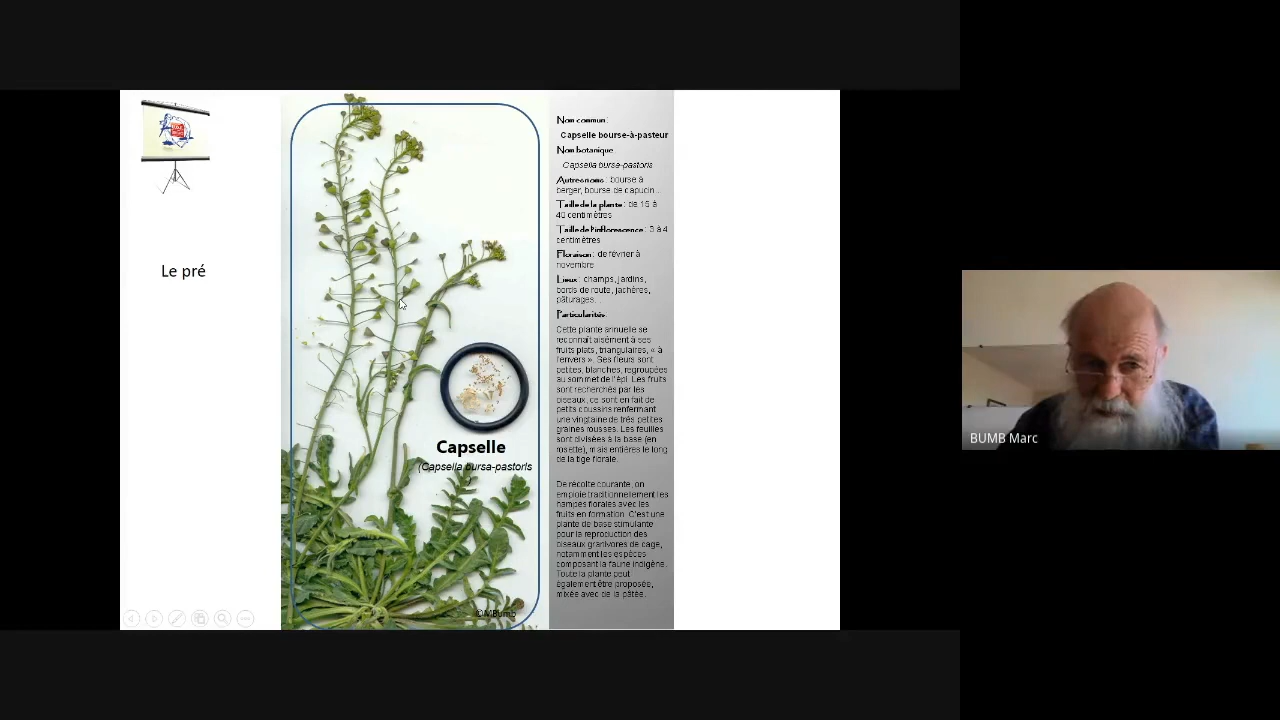 Le pré
Capselle
(Capsella bursa-pastoris
)
©MBumb
Nom commun :
Capselle bourse-à-pasteur
Nom botanique
Capsella bursa-pastoris
Autres noms : bourse à
berger, bourse de capucin...
Taille de la plante : de 15 à
40 centimètres
Taille de l'inflorescence : 3 à 4
centimètres
Floraison : de février à
novembre
Lieux : champs, jardins,
bords de route, jachères,
pâturages...
Particularités
Cette plante annuelle se
reconnaît aisément à ses
fruits plats, triangulaires, « à
l'envers ». Ses fleurs sont
petites, blanches, regroupées
au sommet de l'épi. Les fruits
sont recherchés par les
oiseaux; ce sont en fait de
petits coussins renfermant
une vingtaine de très petites
graines rousses. Les feuilles
sont divisées à la base (en
rosette), mais entières le long
de la tige florale.
De récolte courante, on
emploie traditionnellement les
hampes florales avec les
fruits en formation. C'est une
plante de base stimulante
pour la reproduction des
oiseaux granivores de cage,
notamment les espèces
composant la faune indigène.
Toute la plante peut
également être proposée,
mixée avec de la pâtée.
BUMB Marc